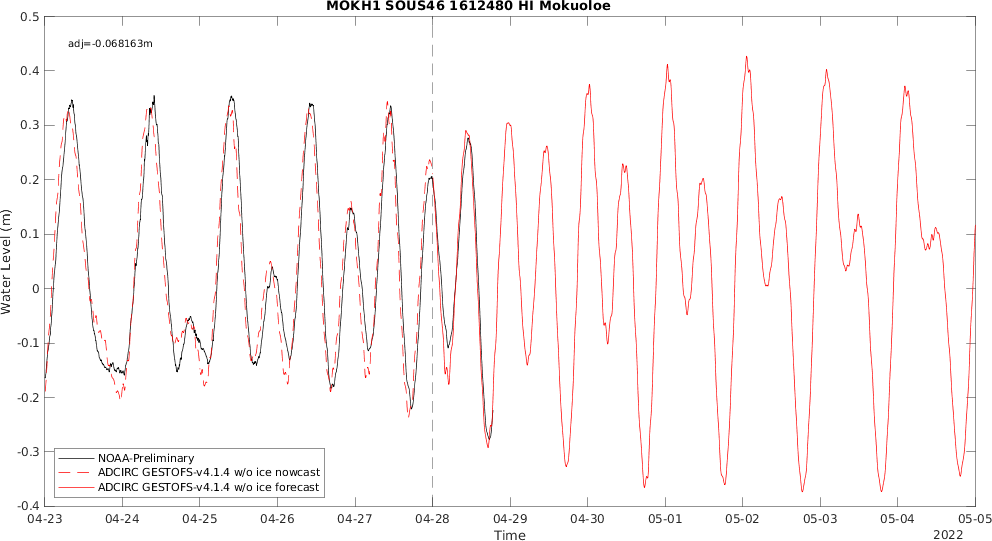 MOKH1 SOUS46 1612480 HI Mokuoloe
adj=-0.068163m
0.5
0.4
0.3
0.2
0.1
0
-0.1
-0.2
-0.3
-0.4
Water Level (m)
NOAA-Preliminary
ADCIRC GESTOFS-v4.1.4 w/o ice nowcast
ADCIRC GESTOFS-v4.1.4 w/o ice forecast
04-23 04-24 04-25 04-26 04-27 04-28 04-29 04-30 05-01 05-02 05-03 05-04 05-05
Time
2022